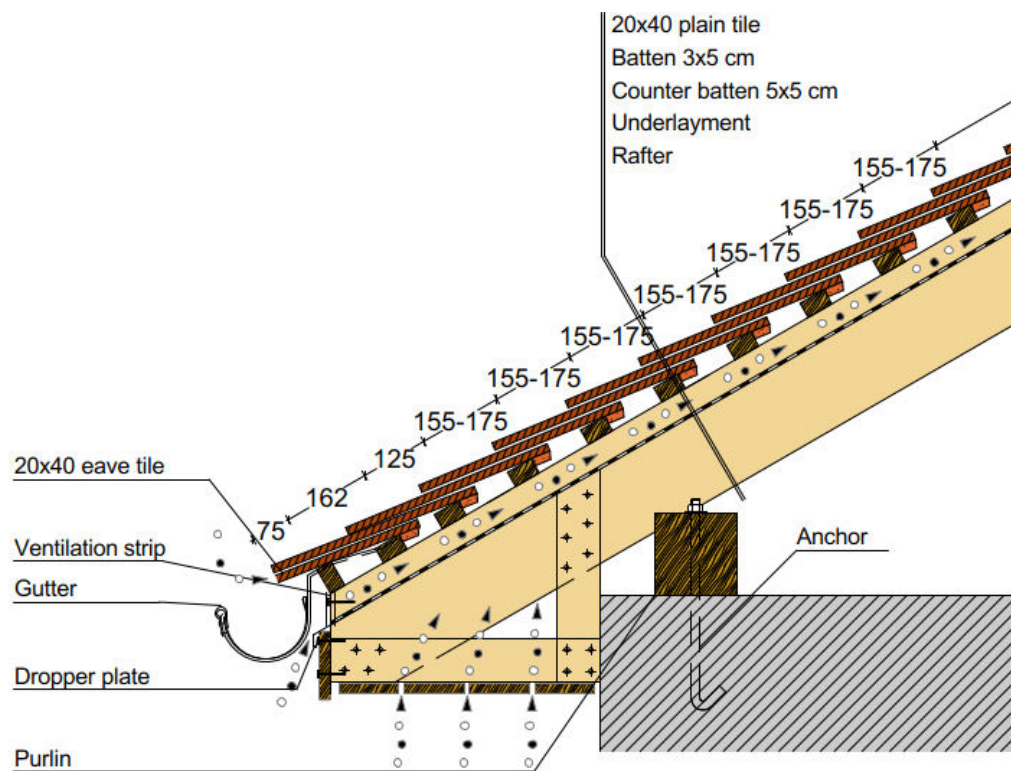 20x40 plain tile
Batten 3x5 cm
Counter batten 5x5 cm
Underlayment
Rafter
155-175
155-175
155-175
155-175
155-175
155-175
155-175
125
162
75
20x40 eave tile
Ventilation strip
Gutter
Dropper plate
Purlin
Anchor